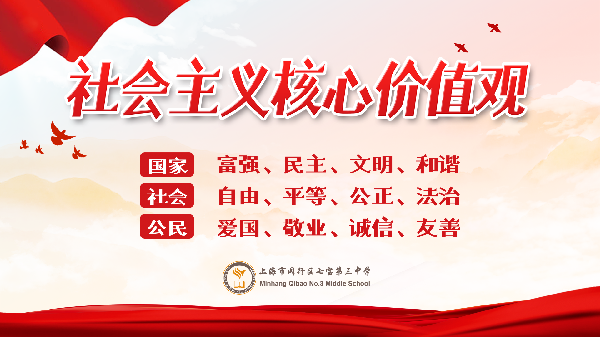 社会主义核心价值观
国家 富强、民主、文明、和谐
社会 自由、平等、公正、法治
公民 爱国、敬业、诚信、友善
上海市闵行区七宝第三中学
Minhang Qibao No.3 Middle School